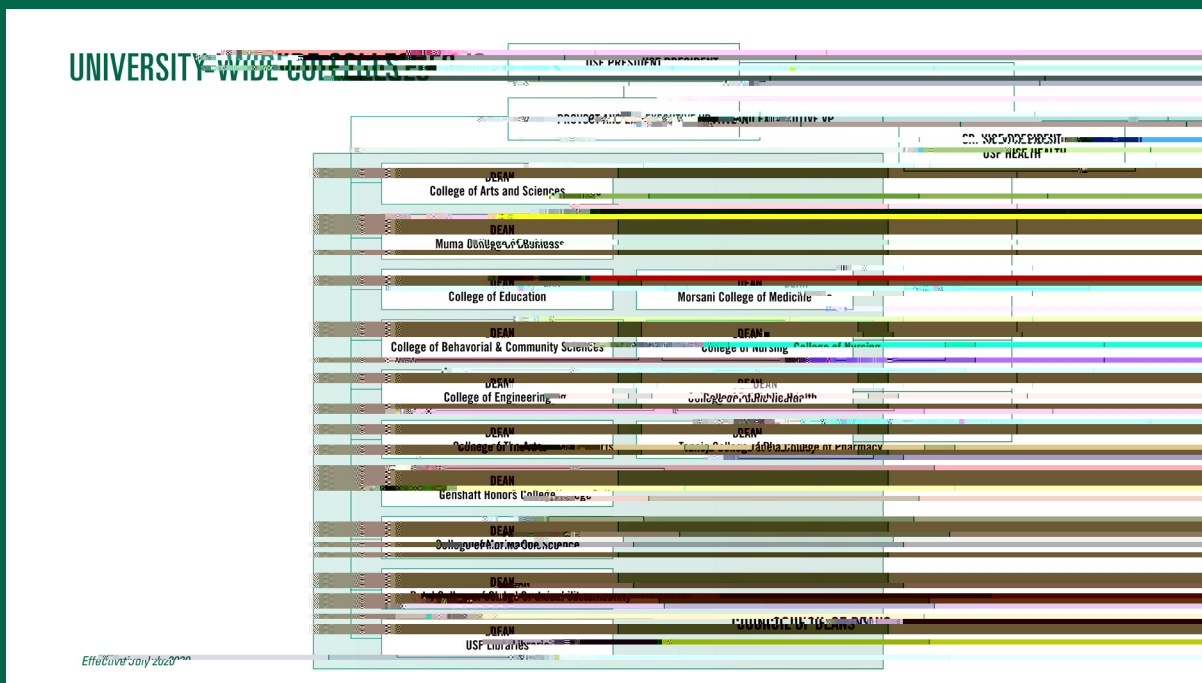 UNIVERSITY-WIDE COLLEGES
USF PRESIDENT
PROVOST AND EXECUTIVE VP
SR. VICE PRESIDENT
USF HEALTH
DEAN
College of Arts and Sciences
DEAN
Muma College of Business
DEAN
College of Education
DEAN
Morsani College of Medicine
DEAN
College of Behavorial & Community Sciences
DEAN
College of Nursing
DEAN
College of Engineering
DEAN
College of Public Health
DEAN
College of The Arts
DEAN
Taneja College of Pharmacy
DEAN
Genshaft Honors College
DEAN
College of Marine Science
DEAN
College of Global Sustainability
DEAN
USF Libraries
COUNCIL OF DEANS
Effective July 2020